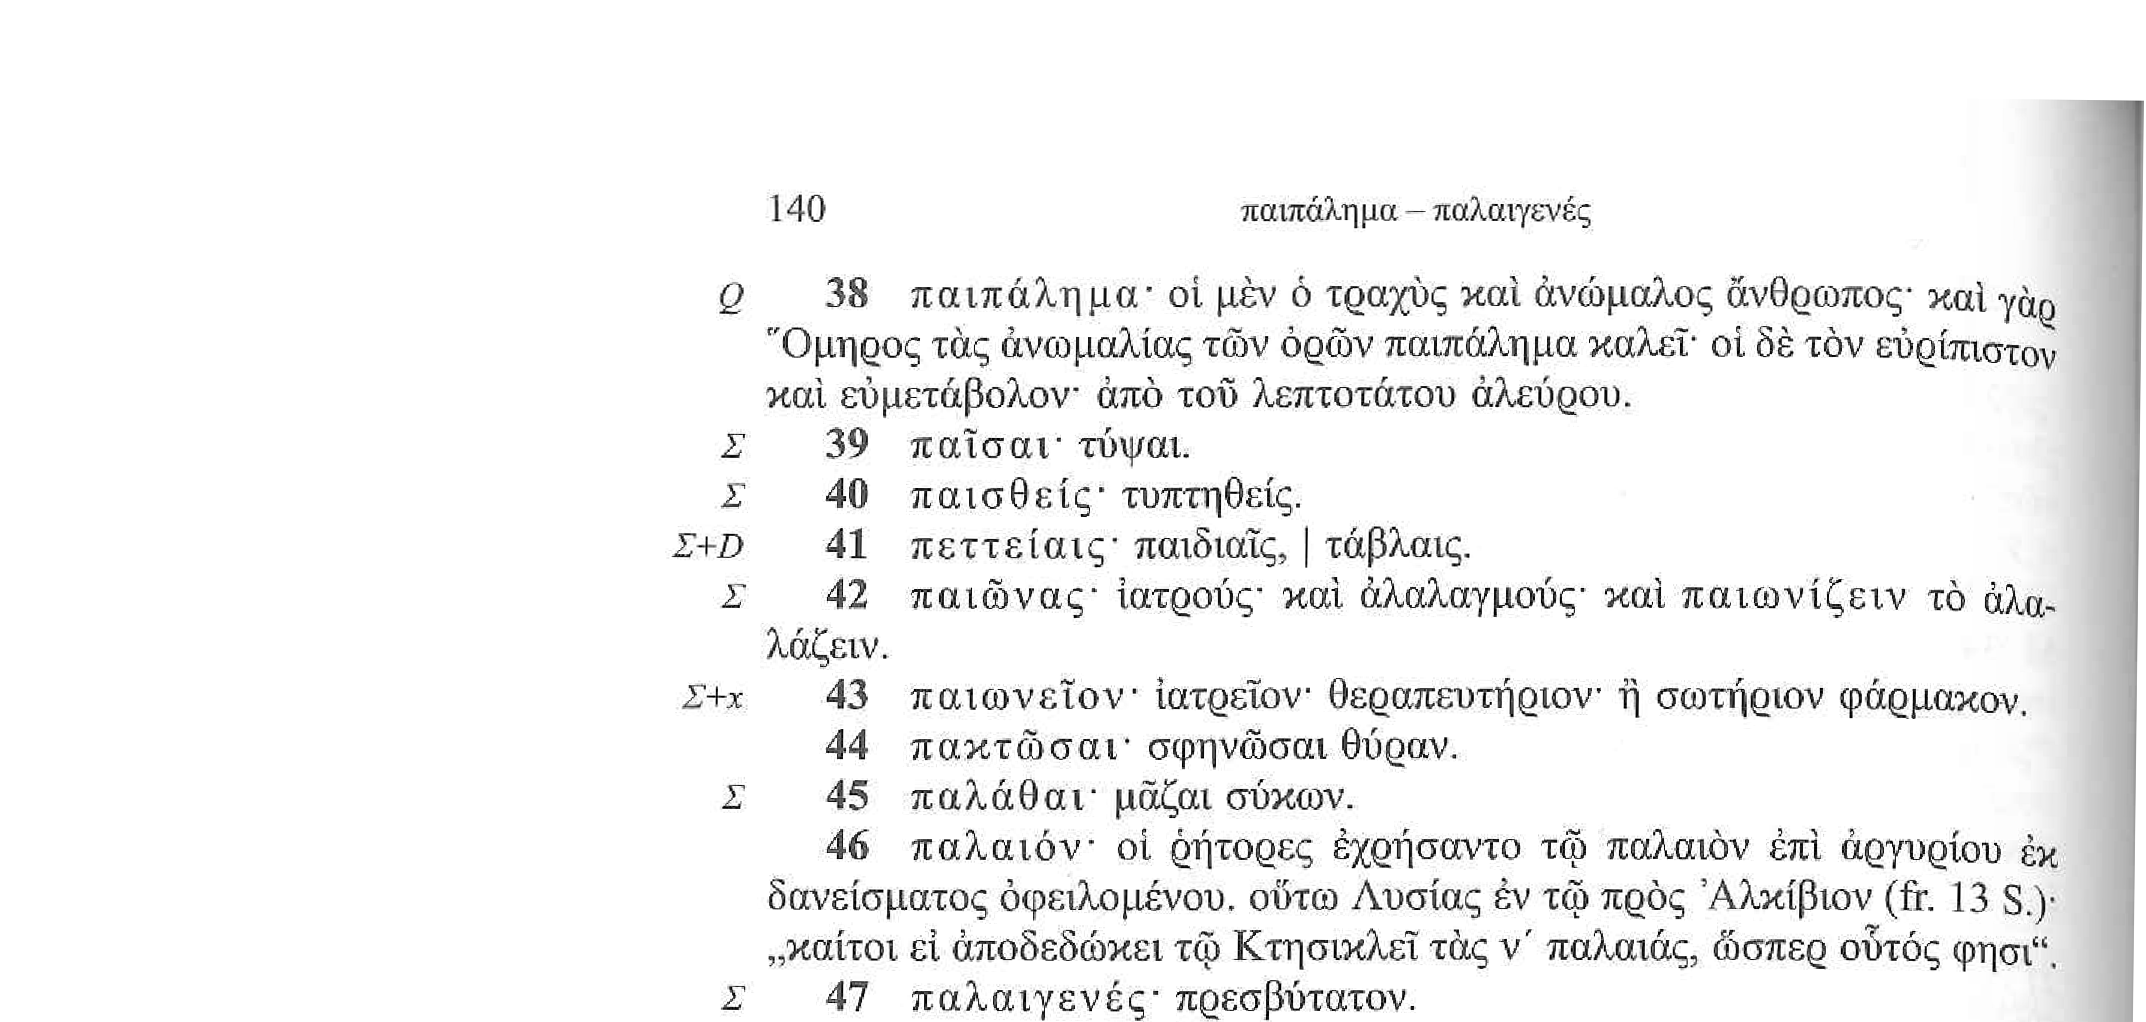 140 παιπάλημα – παλαιγενές
Q 38 παιπάλημα· οἱ μὲν ὁ τραχὺς καὶ ἀνώμαλος ἄνθρωπος· καὶ γὰρ
Ὅμηρος τὰς ἀνωμαλίας τῶν ὀρῶν παιπάλημα καλεῖ· οἱ δὲ τὸν εὐρίπιστον
καὶ εὐμετάβολον· ἀπὸ τοῦ λεπτοτάτου ἀλεύρου.
Σ 39 παῖσαι· τύψαι.
Σ 40 παισθείς· τυπτηθείς.
Σ+D 41 πεττείαις· παιδιαῖς, | τάβλαις.
Σ 42 παιῶνας· ἰατρούς· καὶ ἀλαλαγμούς· καὶ παιωνίζειν τὸ ἀλα-
λάζειν.
Σ+x 43 παιωνεῖον· ἰατρεῖον· θεραπευτήριον· ἢ σωτήριον φάρμακον.
44 πακτῶσαι· σφηνῶσαι θύραν.
Σ 45 παλάθαι· μᾶζαι σύκων.
46 παλαιόν· οἱ ῥήτορες ἐχρήσαντο τῷ παλαιὸν ἐπὶ ἀργυρίου ἐκ
δανείσματος ὀφειλομένου. οὕτω Λυσίας ἐν τῷ πρὸς Ἀλκίβιον (fr. 13 S.)·
„καίτοι εἰ ἀποδεδώκει τῷ Κτησικλεῖ τὰς ν΄ παλαιάς, ὥσπερ οὗτός φησι“.
Σ 47 παλαιγενές· πρεσβύτατον.